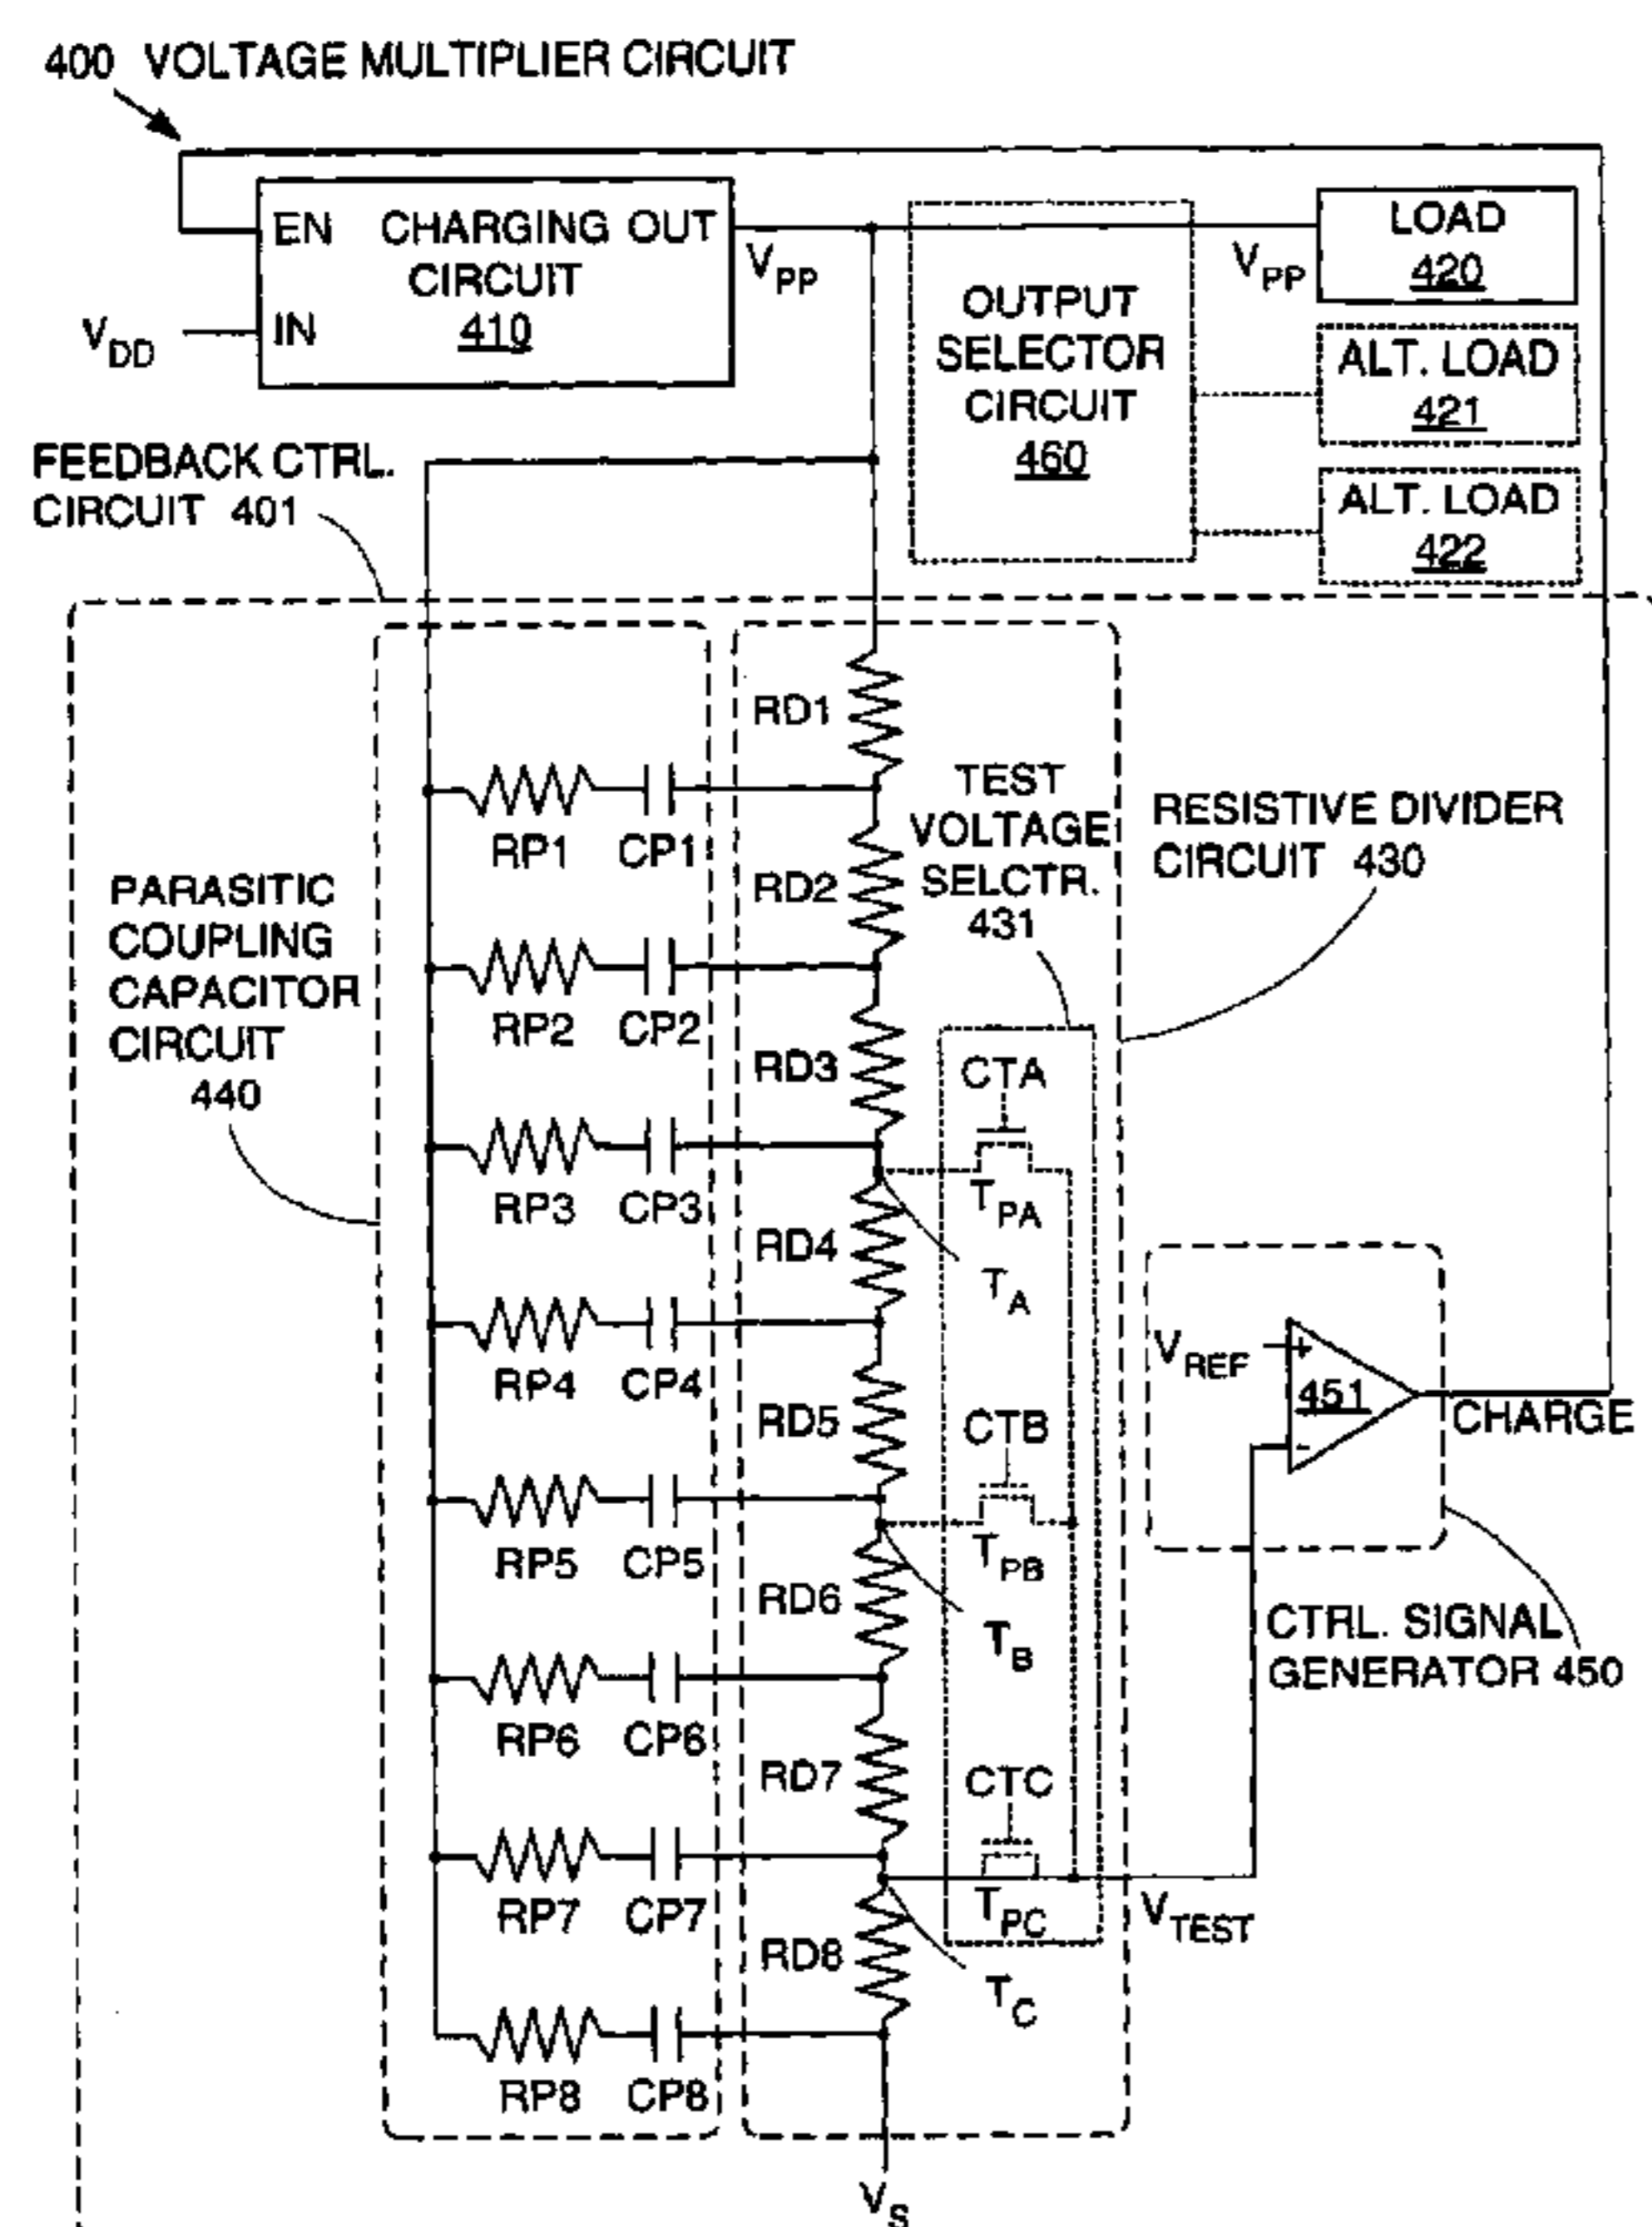 400 VOLTAGE MULTIPLIER CIRCUIT
EN
CHARGING
CIRCUIT
410
OUT
IN
VDD
VPP
OUTPUT
SELECTOR
CIRCUIT
460
VPP
LOAD
420
ALT. LOAD
421
ALT. LOAD
422
FEEDBACK CTRL.
CIRCUIT 401
PARASITIC
COUPLING
CAPACITOR
CIRCUIT
440
RP1 CP1
RP2 CP2
RP3 CP3
RP4 CP4
RP5 CP5
RP6 CP6
RP7 CP7
RP8 CP8
RD1
RD2
RD3
RD4
RD5
RD6
RD7
RD8
TEST
VOLTAGE
SELCTR.
431
CTA
TPA
TA
CTB
TPB
TB
CTC
TPC
TC
RESISTIVE DIVIDER
CIRCUIT 430
VREF
+
451
-
CHARGE
CTRL. SIGNAL
GENERATOR 450
VTEST
VS